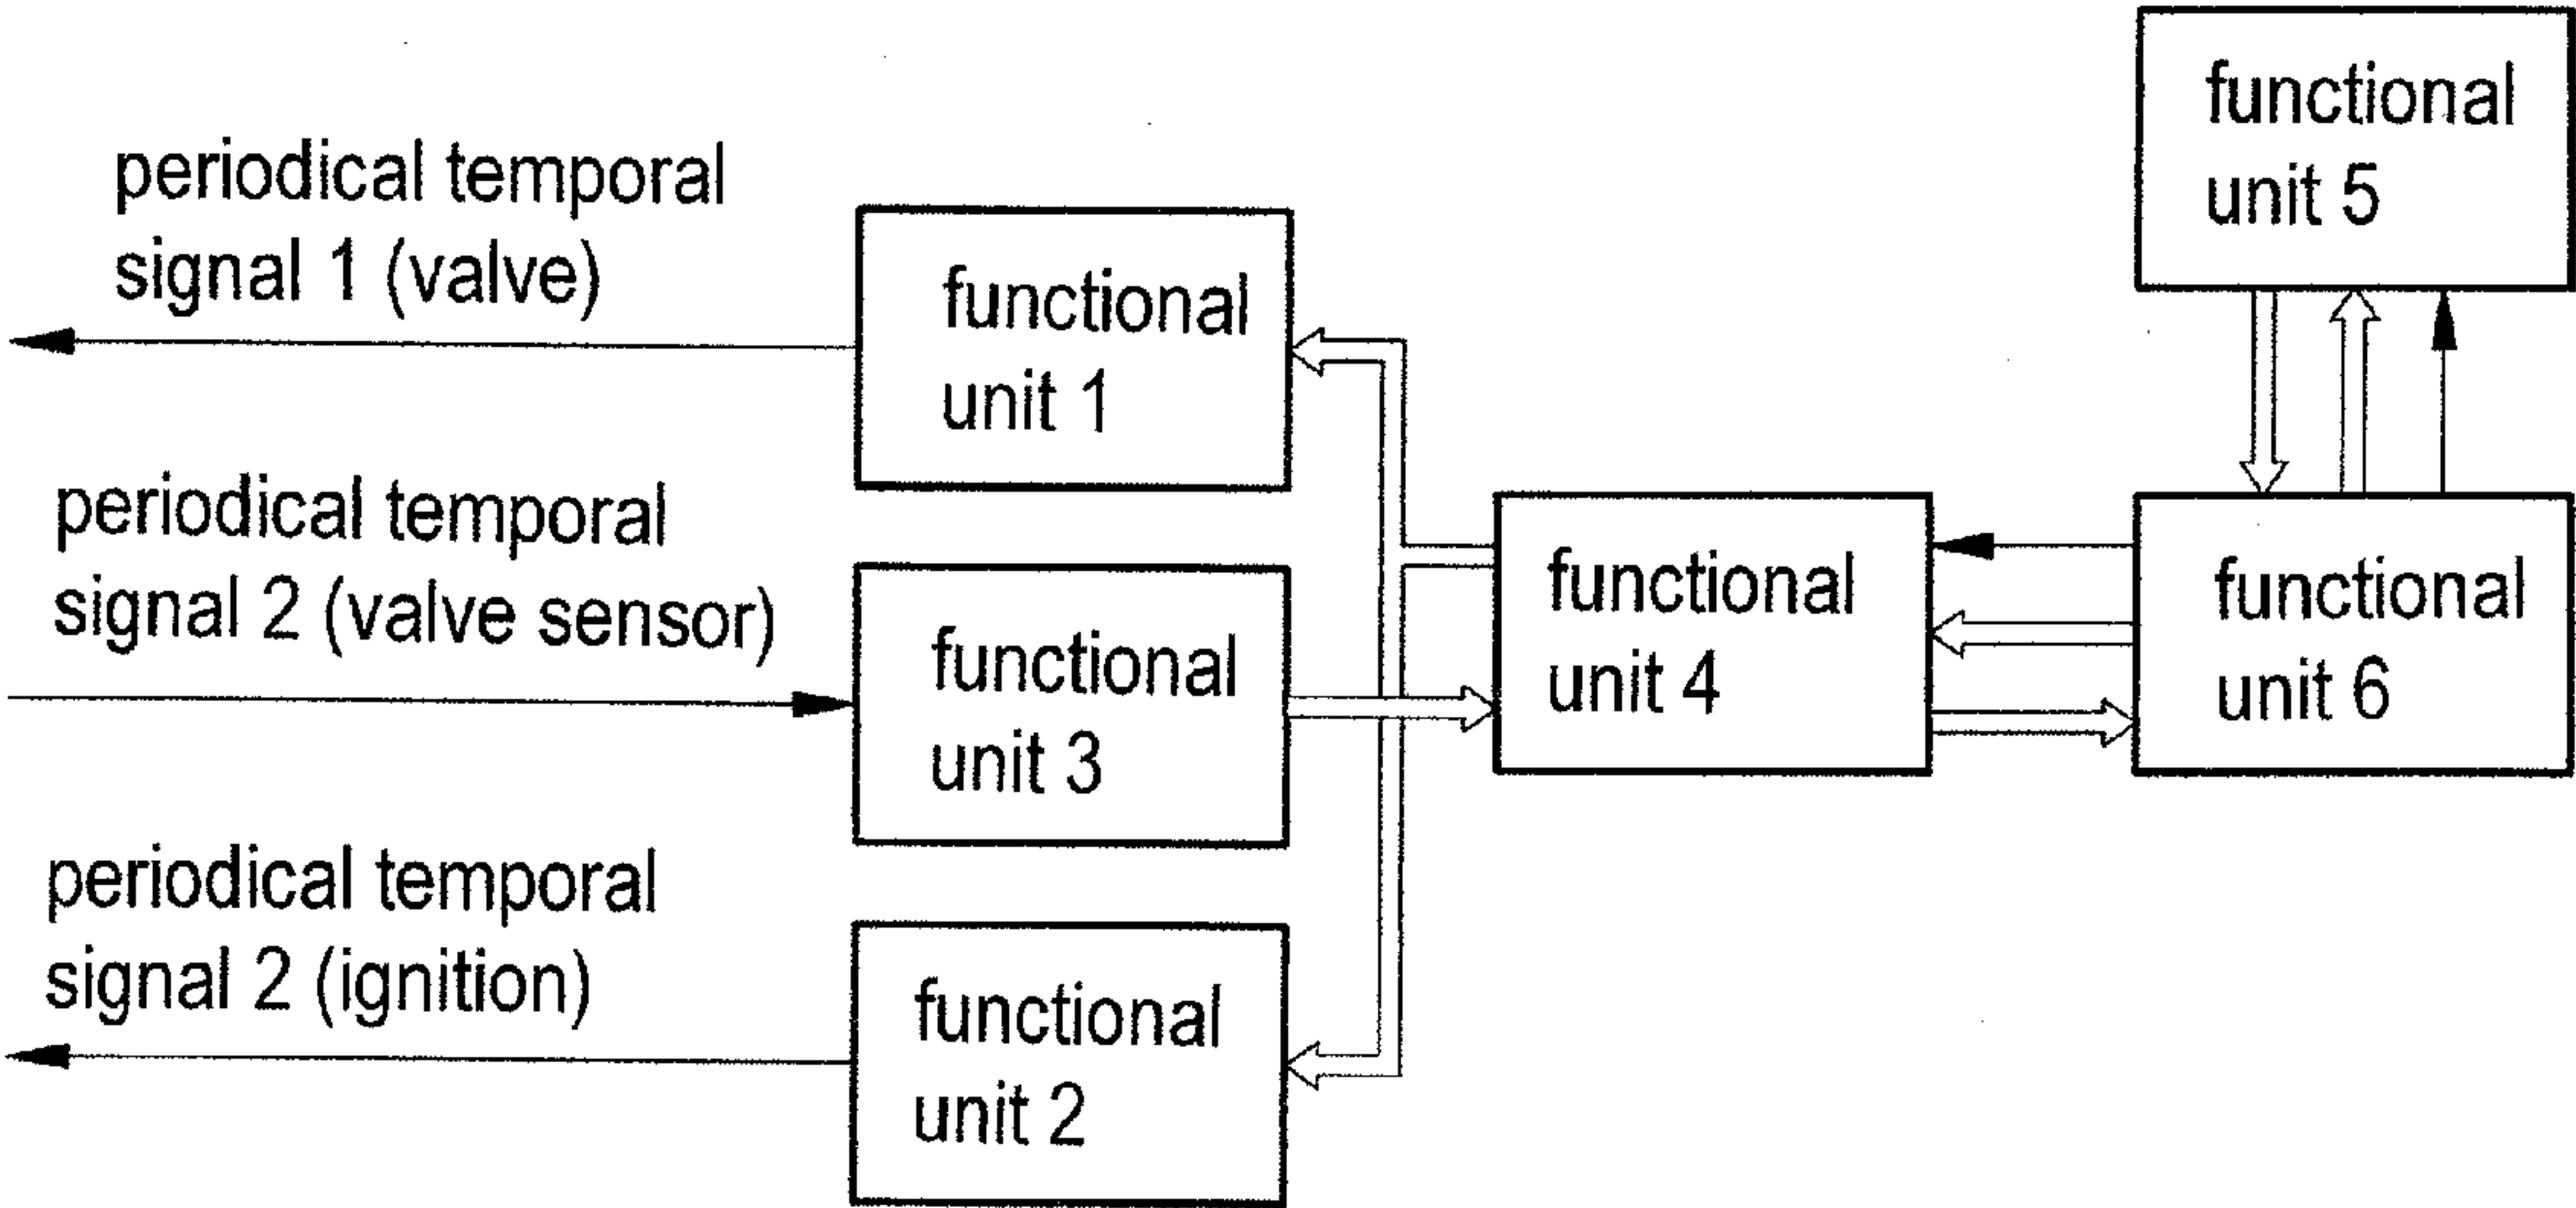 functional
unit 5
periodical temporal
signal 1 (valve)
functional
unit 1
periodical temporal
signal 2 (valve sensor)
functional
unit 3
functional
unit 4
functional
unit 6
periodical temporal
signal 2 (ignition)
functional
unit 2